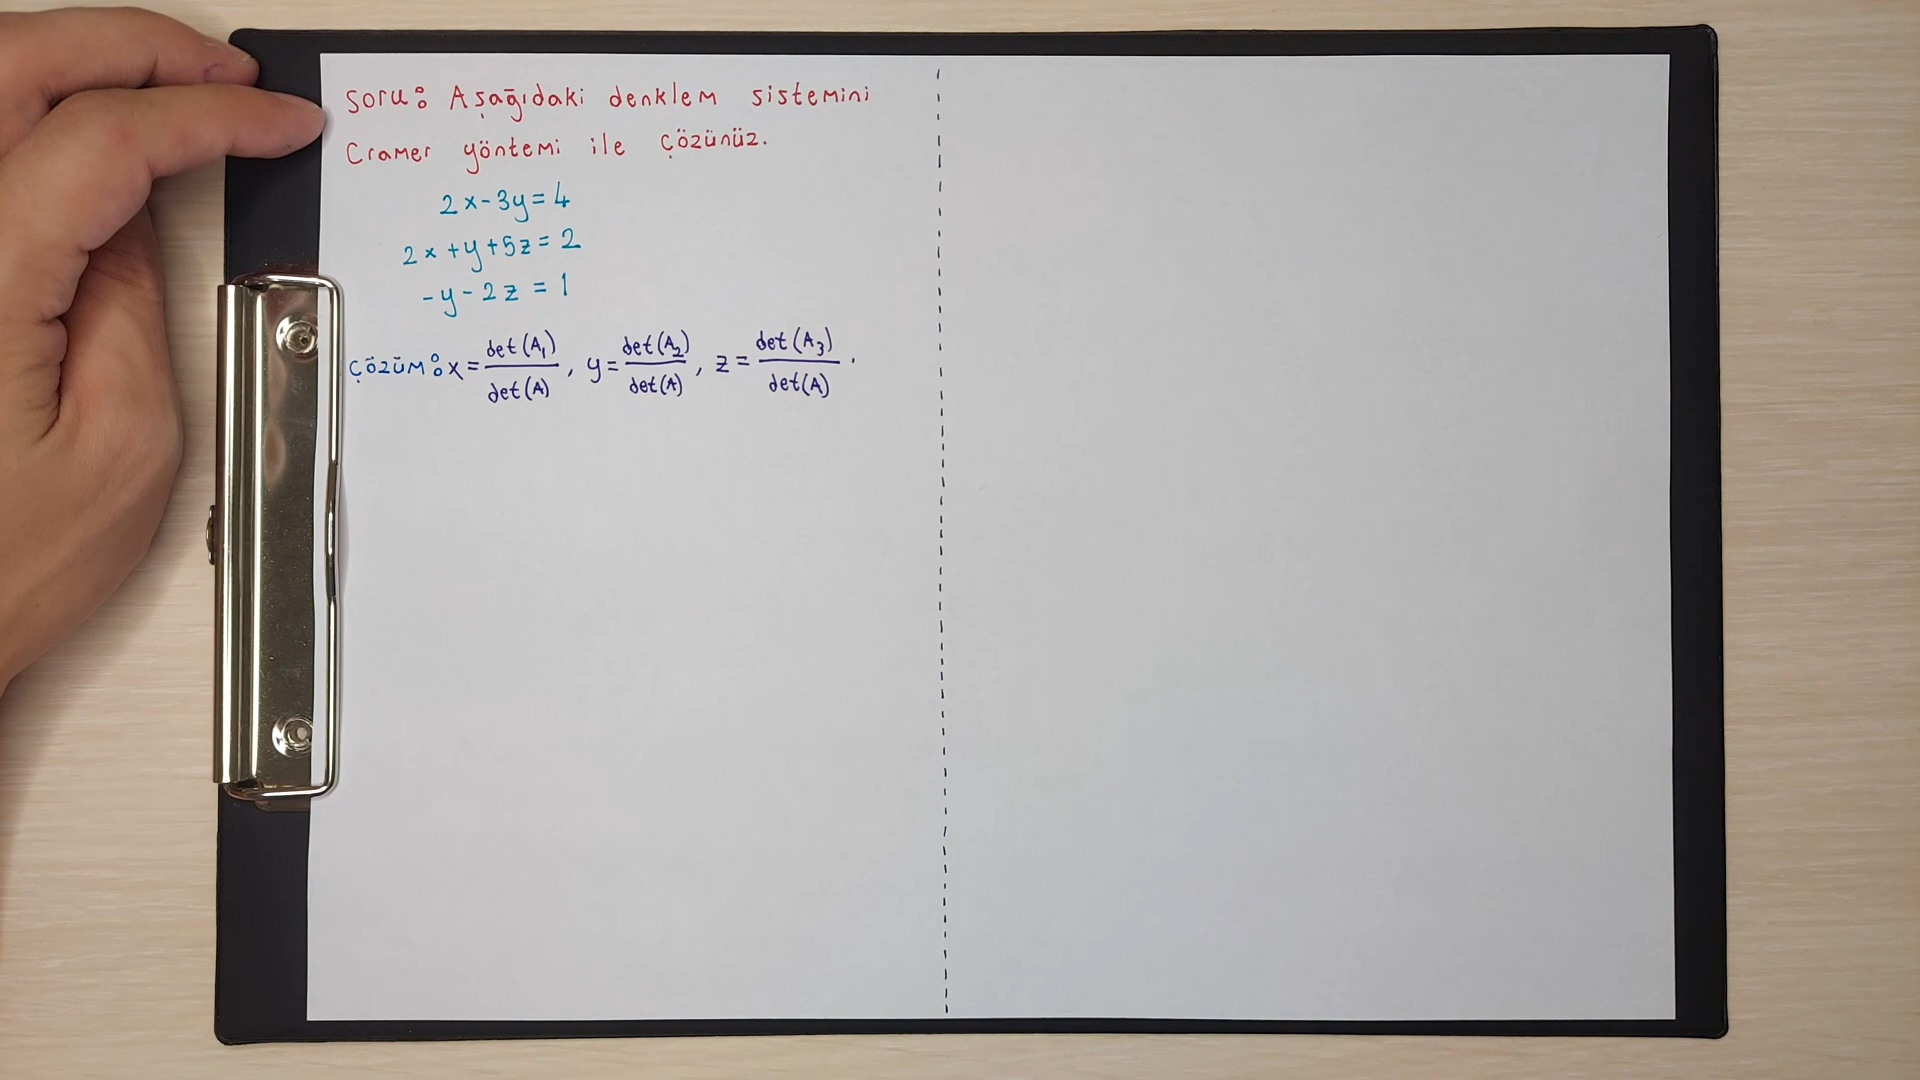 Soru: Aşağıdaki denklem sistemini
Cramer yöntemi ile çözünüz.
2x-3y=4
2x+y+5z=2
-y-2z=1
Çözüm: x=det(A₁)/det(A), y=det(A₂)/det(A), z=det(A₃)/det(A).